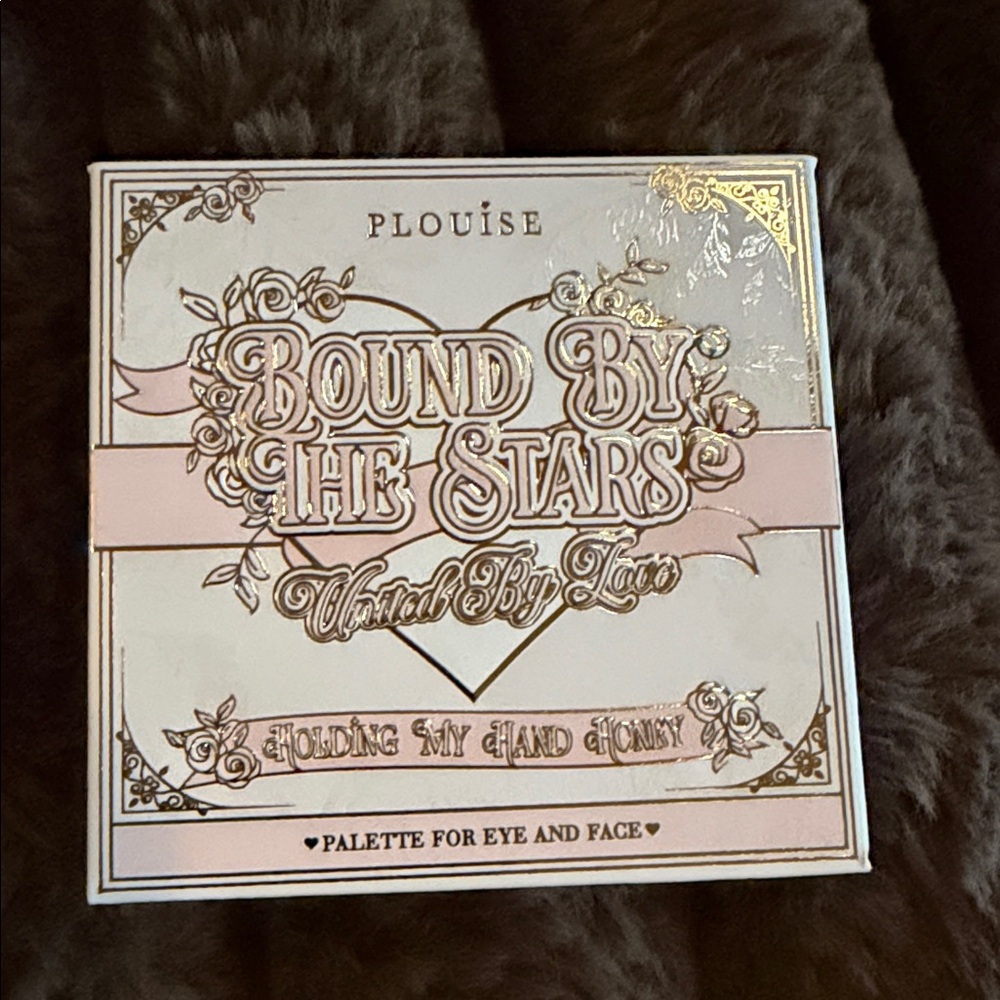 PLOUiSE
BOUND BY
THE STARS
United By Love
HOLDiNG MY HAND HONEY
♥PALETTE FOR EYE AND FACE♥